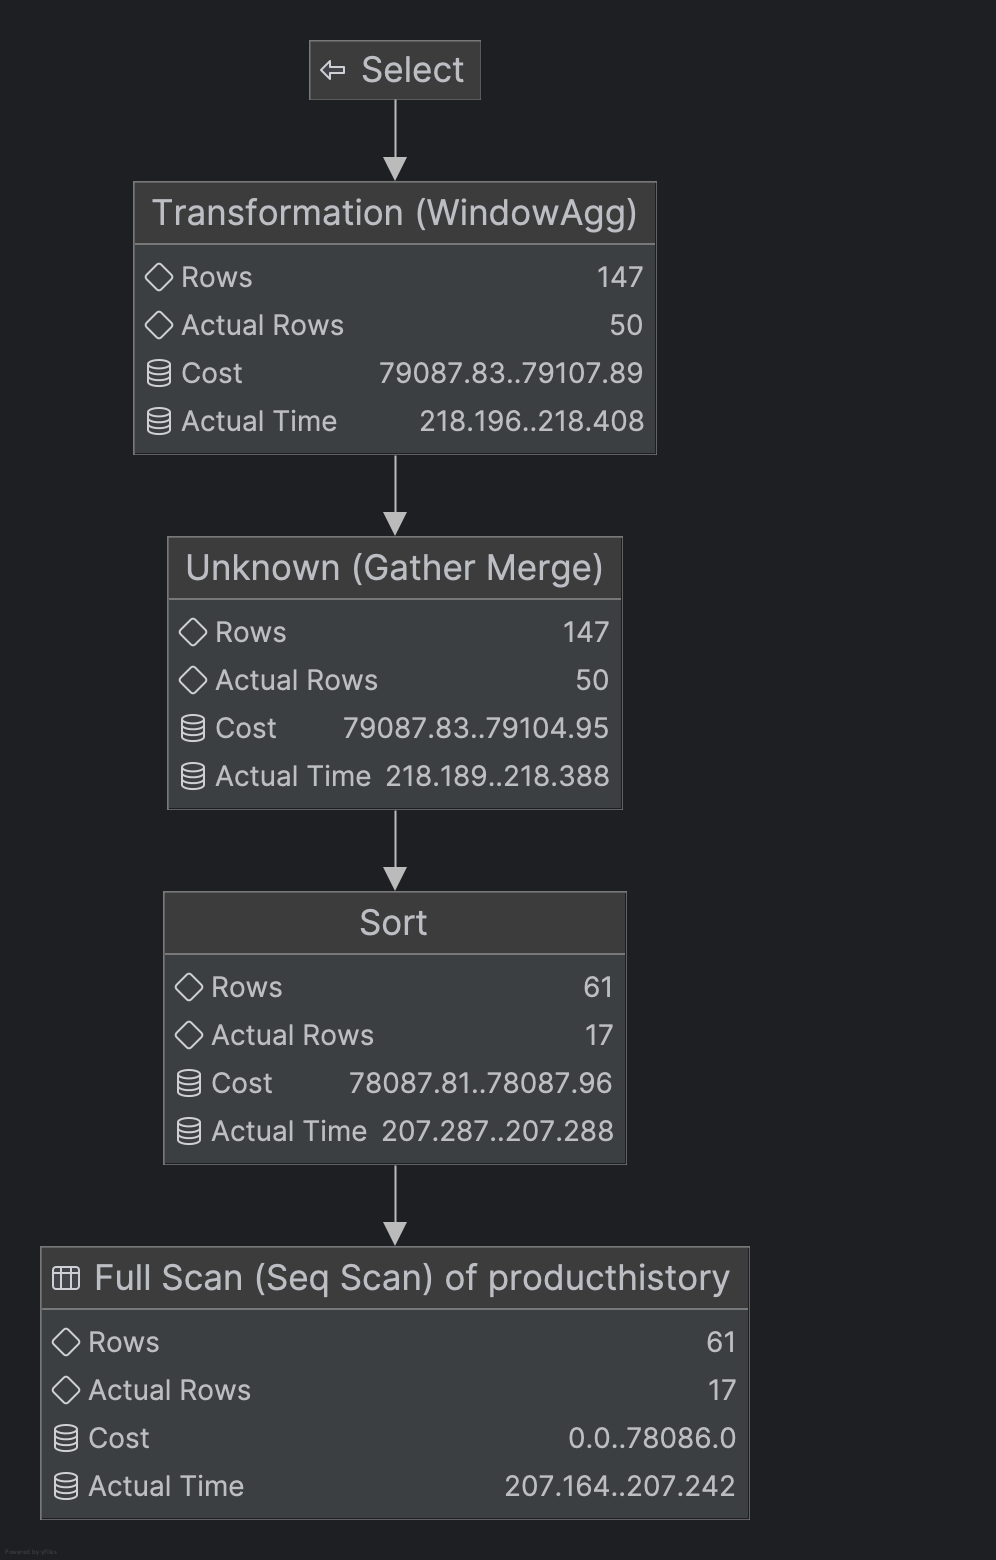 Select
Transformation (WindowAgg)
Rows 147
Actual Rows 50
Cost 79087.83..79107.89
Actual Time 218.196..218.408
Unknown (Gather Merge)
Rows 147
Actual Rows 50
Cost 79087.83..79104.95
Actual Time 218.189..218.388
Sort
Rows 61
Actual Rows 17
Cost 78087.81..78087.96
Actual Time 207.287..207.288
Full Scan (Seq Scan) of producthistory
Rows 61
Actual Rows 17
Cost 0.0..78086.0
Actual Time 207.164..207.242
Powered by yFiles